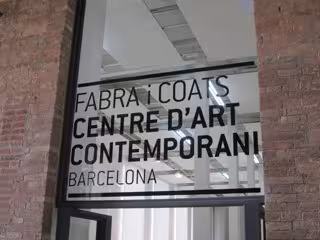 FABRA i COATS
CENTRE D'ART
CONTEMPORANI
BARCELONA